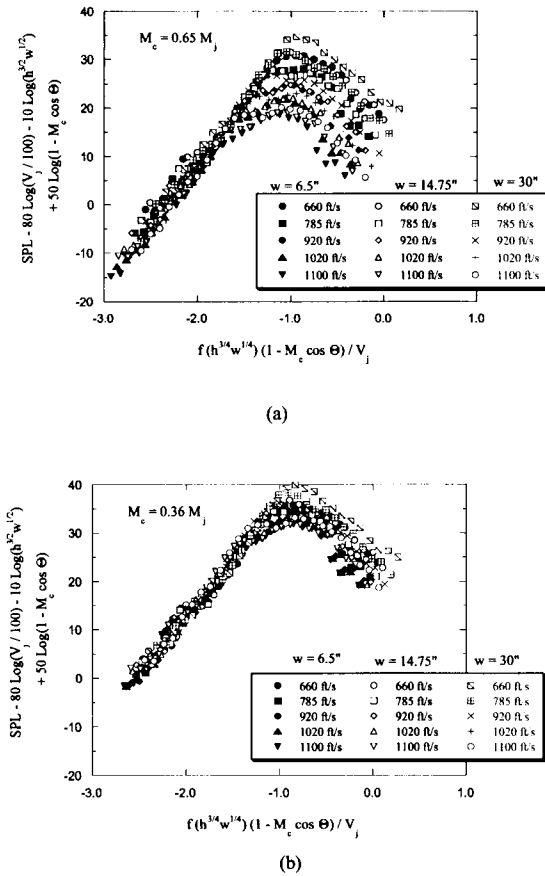 M_c = 0.65 M_j
SPL - 80 Log(V_j / 100) - 10 Log(h^{3/2}w^{1/2})
+ 50 Log(1 - M_c cos Θ)
40
30
20
10
0
-10
-20
w = 6.5" w = 14.75" w = 30"
● 660 ft/s ○ 660 ft/s ⧅ 660 ft/s
■ 785 ft/s □ 785 ft/s ⊞ 785 ft/s
● 920 ft/s ◇ 920 ft/s × 920 ft/s
▲ 1020 ft/s △ 1020 ft/s + 1020 ft/s
▼ 1100 ft/s ▽ 1100 ft/s ○ 1100 ft/s
-3.0 -2.0 -1.0 0.0 1.0
f (h^{3/4}w^{1/4}) (1 - M_c cos Θ) / V_j
(a)
M_c = 0.36 M_j
SPL - 80 Log(V_j / 100) - 10 Log(h^{3/2}w^{1/2})
+ 50 Log(1 - M_c cos Θ)
40
30
20
10
0
-10
-20
w = 6.5" w = 14.75" w = 30"
● 660 ft/s ○ 660 ft/s ⧅ 660 ft/s
■ 785 ft/s □ 785 ft/s ⊞ 785 ft/s
● 920 ft/s ◇ 920 ft/s × 920 ft/s
▲ 1020 ft/s △ 1020 ft/s + 1020 ft/s
▼ 1100 ft/s ▽ 1100 ft/s ○ 1100 ft/s
-3.0 -2.0 -1.0 0.0 1.0
f (h^{3/4}w^{1/4}) (1 - M_c cos Θ) / V_j
(b)